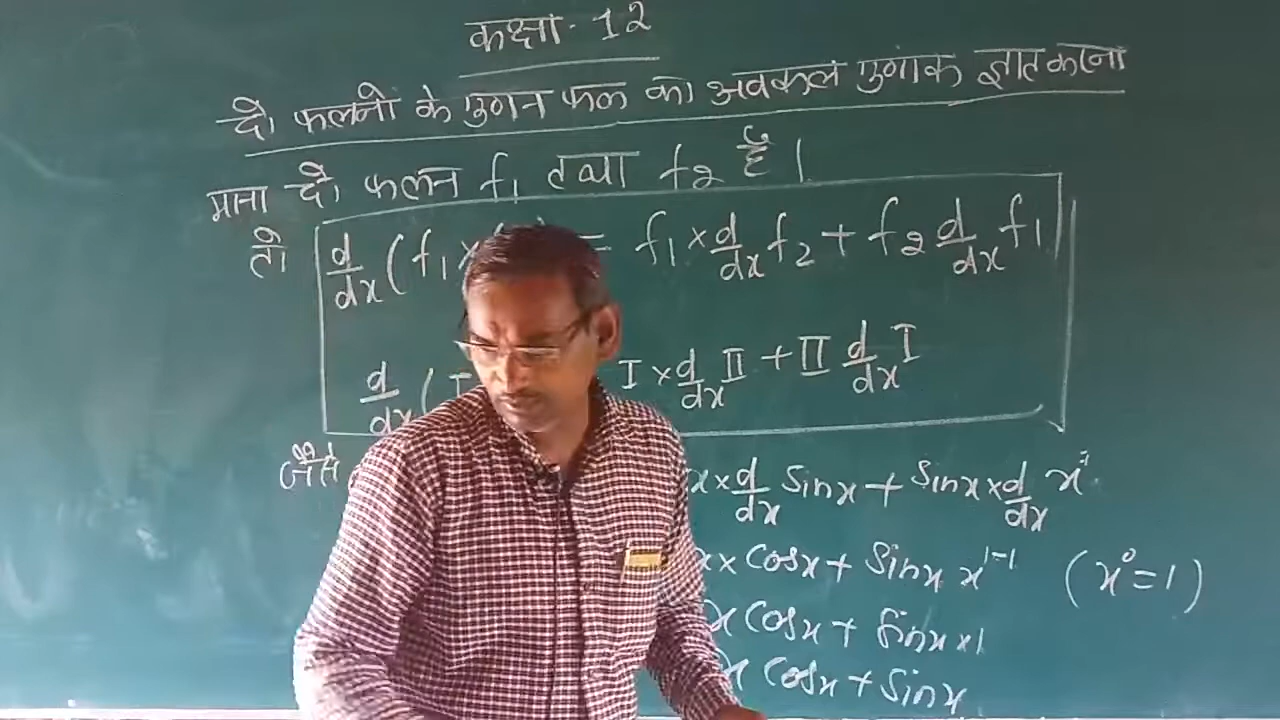 कक्षा - 12
दो फलनो के गुणन फल का अवकल गुणांक ज्ञात करना
माना दो फलन f₁ तथा f₂ है।
तो d/dx (f₁ × = f₁ × d/dx f₂ + f₂ d/dx f₁
d/dx (I I × d/dx II + II d/dx I
जैसे x × d/dx Sinx + Sinx × d/dx x¹
x × Cosx + Sinx x¹⁻¹ (x⁰ = 1)
x Cosx + Sinx × 1
x Cosx + Sinx